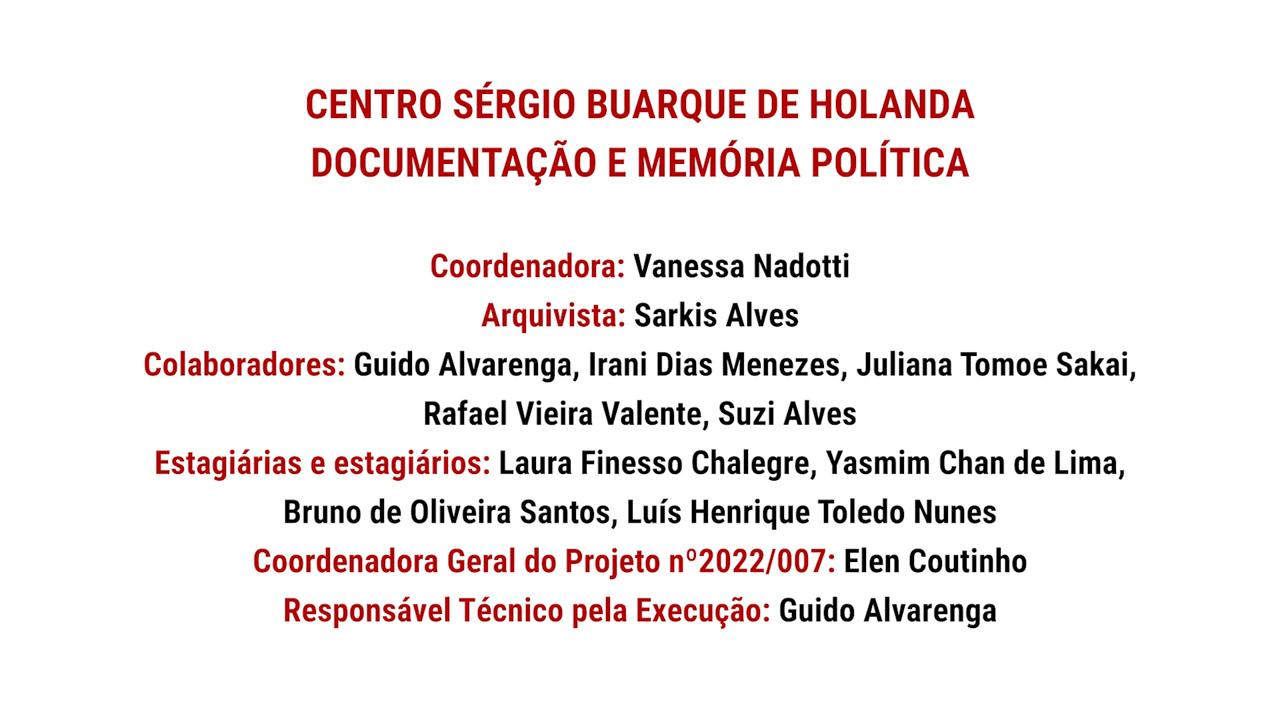 CENTRO SÉRGIO BUARQUE DE HOLANDA
DOCUMENTAÇÃO E MEMÓRIA POLÍTICA
Coordenadora: Vanessa Nadotti
Arquivista: Sarkis Alves
Colaboradores: Guido Alvarenga, Irani Dias Menezes, Juliana Tomoe Sakai,
Rafael Vieira Valente, Suzi Alves
Estagiárias e estagiários: Laura Finesso Chalegre, Yasmim Chan de Lima,
Bruno de Oliveira Santos, Luís Henrique Toledo Nunes
Coordenadora Geral do Projeto nº2022/007: Elen Coutinho
Responsável Técnico pela Execução: Guido Alvarenga